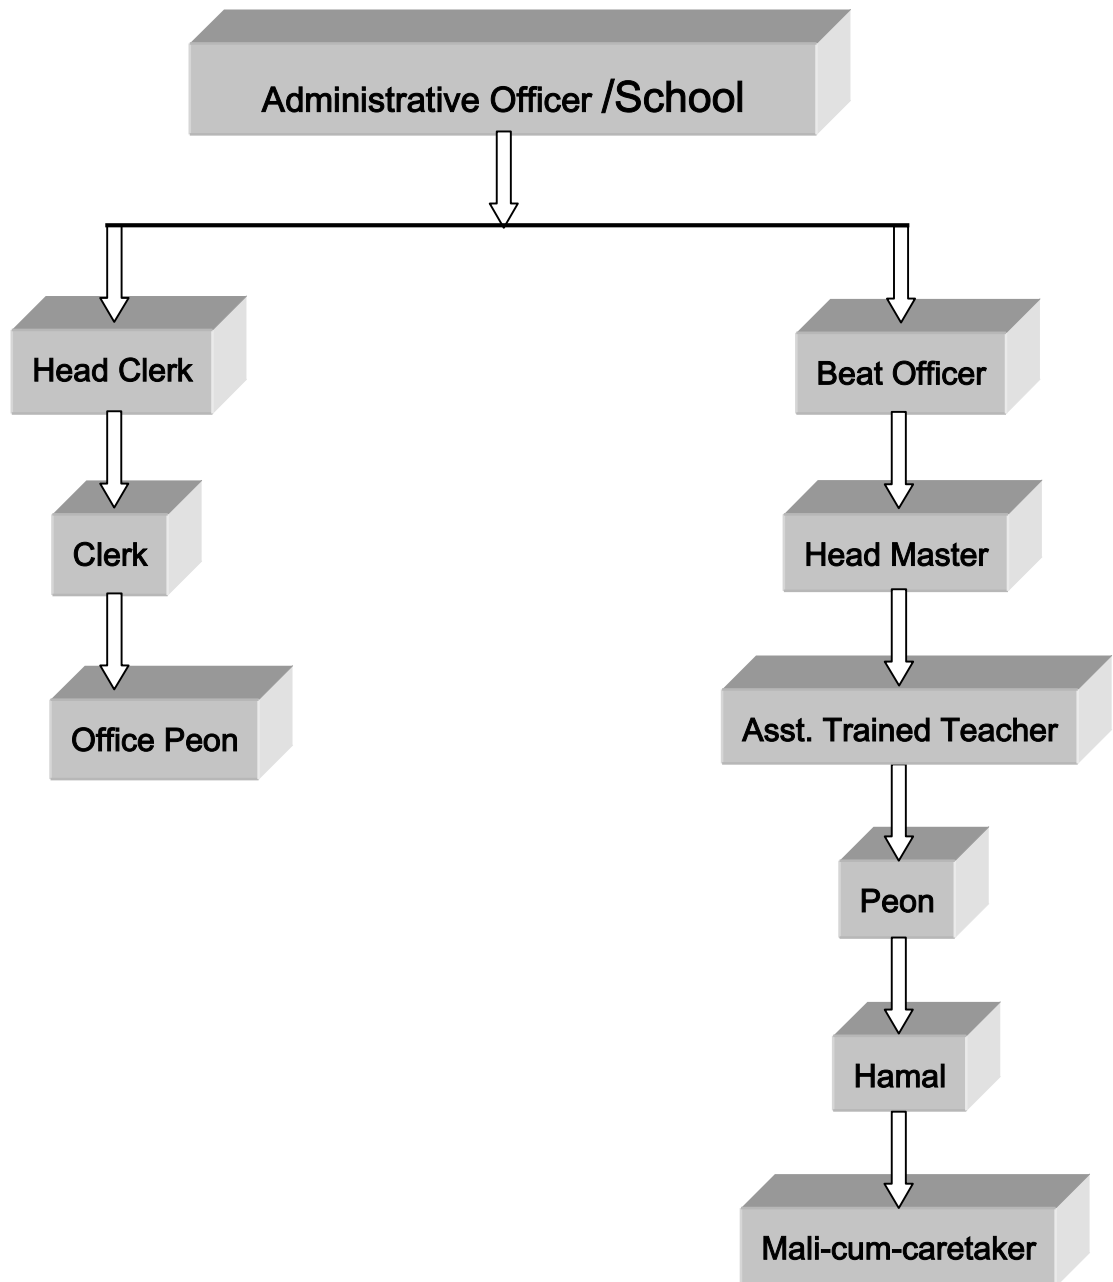 Administrative Officer /School
Head Clerk
Beat Officer
Clerk
Head Master
Office Peon
Asst. Trained Teacher
Peon
Hamal
Mali-cum-caretaker